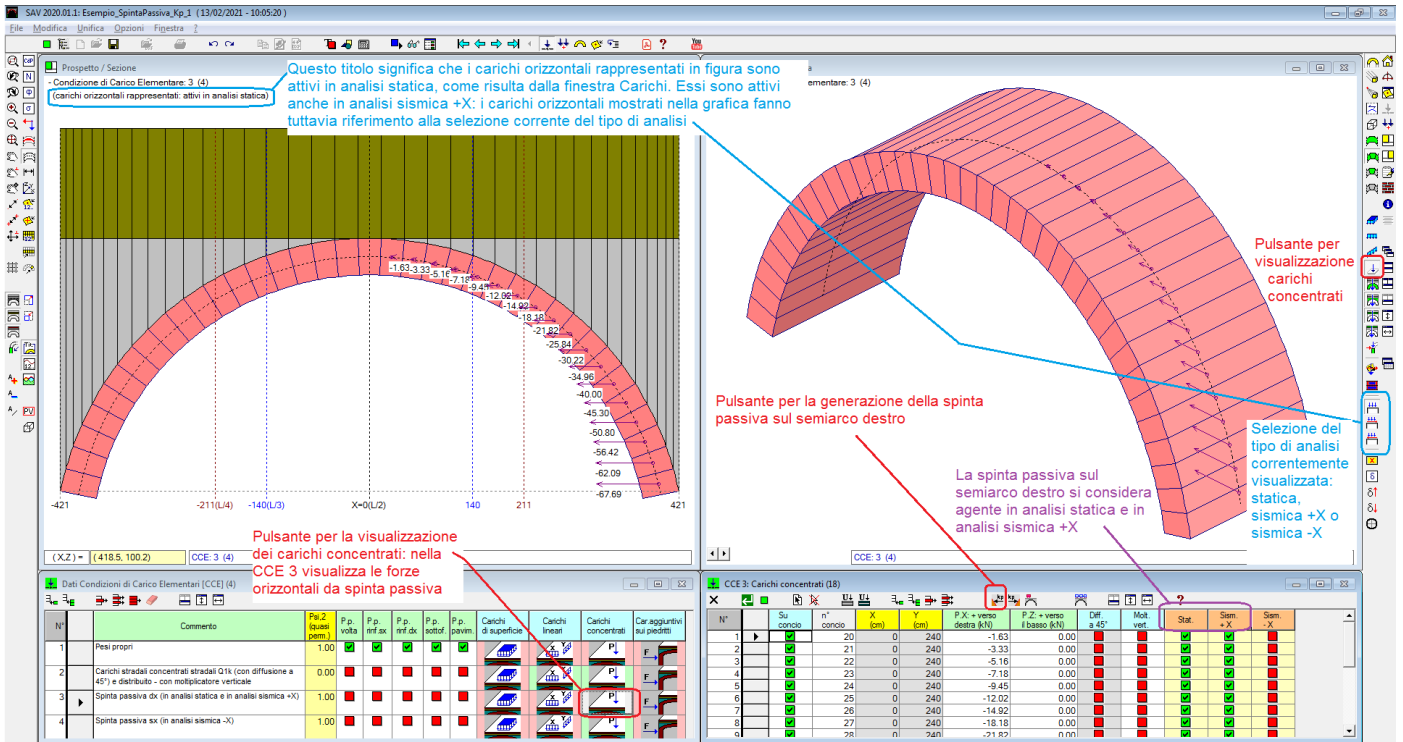 SAV 2020.01.1: Esempio_SpintaPassiva_Kp_1 ( 13/02/2021 - 10:05:20 )
File Modifica Unifica Opzioni Finestra ?
Prospetto / Sezione
- Condizione di Carico Elementare: 3 (4)
(carichi orizzontali rappresentati: attivi in analisi statica)
Questo titolo significa che i carichi orizzontali rappresentati in figura sono
attivi in analisi statica, come risulta dalla finestra Carichi. Essi sono attivi
anche in analisi sismica +X: i carichi orizzontali mostrati nella grafica fanno
tuttavia riferimento alla selezione corrente del tipo di analisi
ementare: 3 (4)
-1.63
-3.33
-5.16
-7.18
-9.45
-12.02
-14.92
-18.18
-21.82
-25.84
-30.22
-34.96
-40.00
-45.30
-50.80
-56.42
-62.09
-67.69
-421
-211(L/4)
-140(L/3)
X=0(L/2)
140
211
421
(X,Z) =
( 418.5, 100.2)
CCE: 3 (4)
Pulsante per la visualizzazione
dei carichi concentrati: nella
CCE 3 visualizza le forze
orizzontali da spinta passiva
Pulsante per
visualizzazione
carichi
concentrati
Pulsante per la generazione della spinta
passiva sul semiarco destro
La spinta passiva sul
semiarco destro si considera
agente in analisi statica e in
analisi sismica +X
Selezione del
tipo di analisi
correntemente
visualizzata:
statica,
sismica +X o
sismica -X
CCE: 3 (4)
Dati Condizioni di Carico Elementari [CCE] (4)
N° Commento Psi,2 (quasi perm.) P.p. volta P.p. rinf.sx P.p. rinf.dx P.p. sottof. P.p. pavim. Carichi di superficie Carichi lineari Carichi concentrati Car.aggiuntivi sui piedritti
1 Pesi propri 1.00
2 Carichi stradali concentrati stradali Q1k (con diffusione a
45°) e distribuito - con moltiplicatore verticale 0.00
3 Spinta passiva dx (in analisi statica e in analisi sismica +X) 1.00
4 Spinta passiva sx (in analisi sismica -X) 1.00
CCE 3: Carichi concentrati (18)
N° Su concio n° concio X (cm) Y (cm) P.X: + verso destra (kN) P.Z: + verso il basso (kN) Diff. a 45° Molt. vert. Stat. Sism. + X Sism. - X
1 20 0 240 -1.63 0.00
2 21 0 240 -3.33 0.00
3 22 0 240 -5.16 0.00
4 23 0 240 -7.18 0.00
5 24 0 240 -9.45 0.00
6 25 0 240 -12.02 0.00
7 26 0 240 -14.92 0.00
8 27 0 240 -18.18 0.00
9 28 0 240 -21.82 0.00